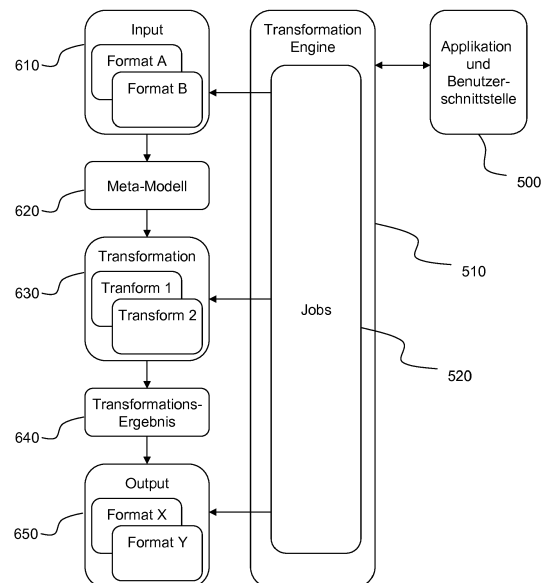 Input
Format A
Format B
610
Meta-Modell
620
Transformation
Tranform 1
Transform 2
630
Transformations-
Ergebnis
640
Output
Format X
Format Y
650
Transformation
Engine
Jobs
510
520
Applikation
und
Benutzer-
schnittstelle
500